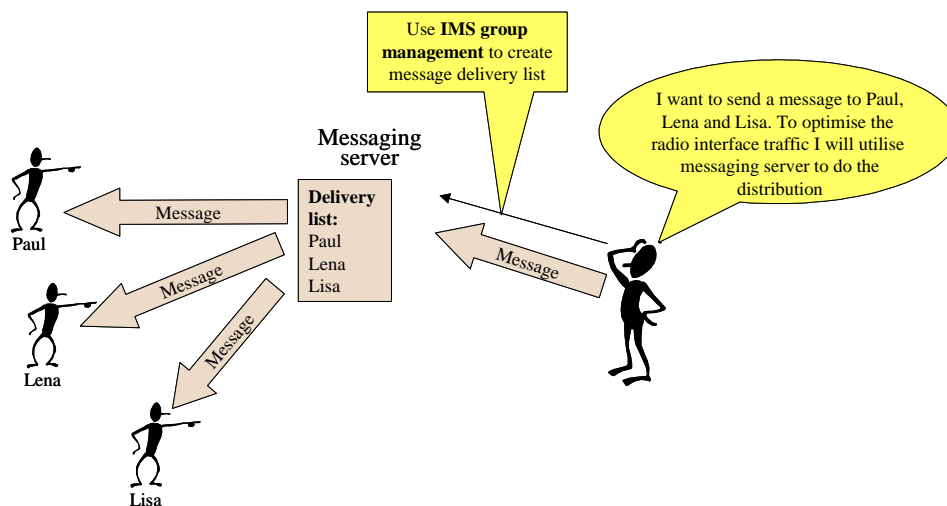 Use IMS group
management to create
message delivery list
I want to send a message to Paul,
Lena and Lisa. To optimise the
radio interface traffic I will utilise
messaging server to do the
distribution
Messaging
server
Delivery
list:
Paul
Lena
Lisa
Message
Message
Message
Message
Paul
Lena
Lisa